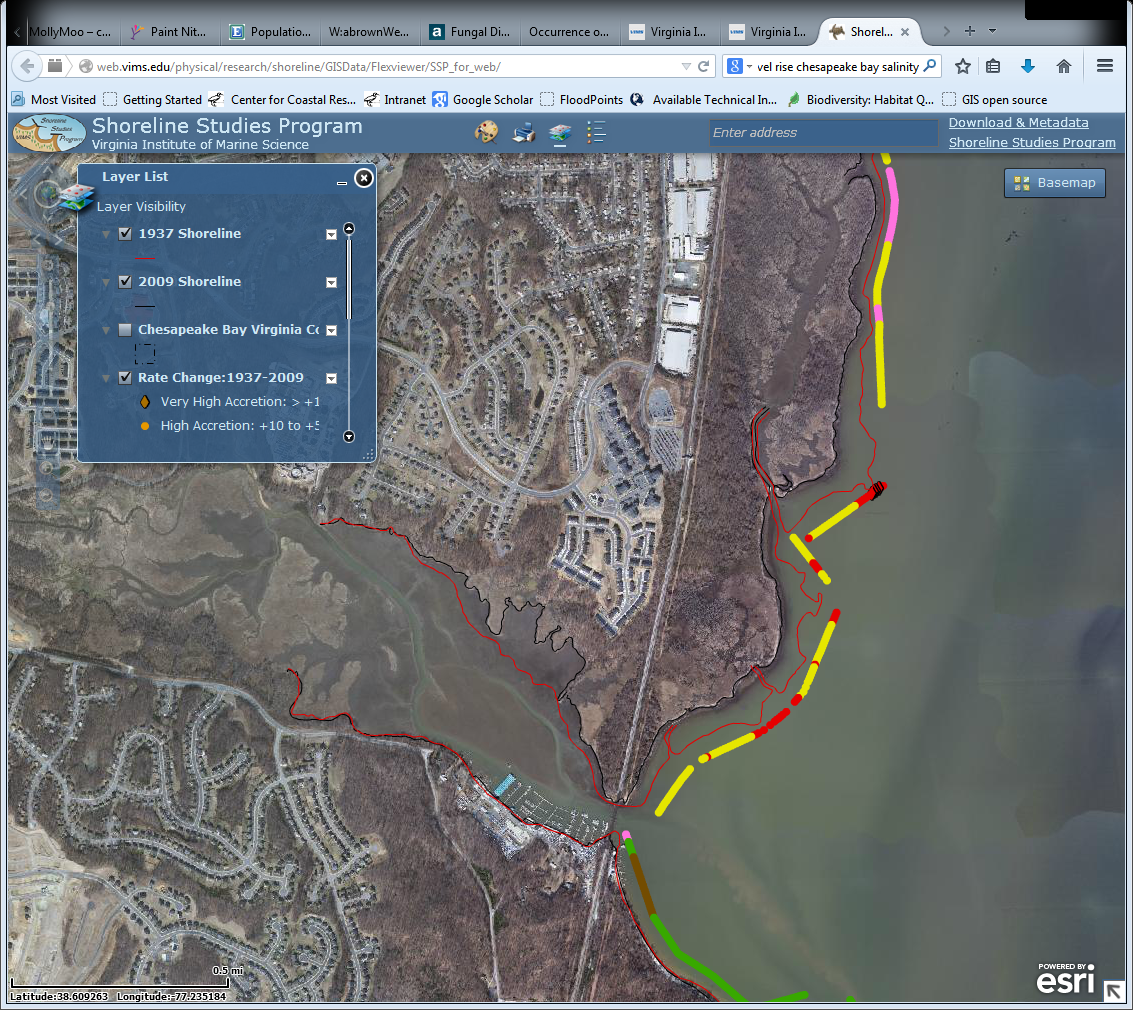 MollyMoo – c...
Paint Nit...
Populatio...
W:abrownWe...
Fungal Di...
Occurrence o...
Virginia I...
Virginia I...
Shorel...
web.vims.edu/physical/research/shoreline/GISData/Flexviewer/SSP_for_web/
vel rise chesapeake bay salinity
Most Visited
Getting Started
Center for Coastal Res...
Intranet
Google Scholar
FloodPoints
Available Technical In...
Biodiversity: Habitat Q...
GIS open source
Shoreline Studies Program
Shoreline Studies Program
Virginia Institute of Marine Science
Enter address
Download & Metadata
Shoreline Studies Program
Basemap
Layer List
Layer Visibility
1937 Shoreline
2009 Shoreline
Chesapeake Bay Virginia Co
Rate Change:1937-2009
Very High Accretion: > +1
High Accretion: +10 to +5
0.5 mi
Latitude:38.609263 Longitude:-77.235184
POWERED BY
esri